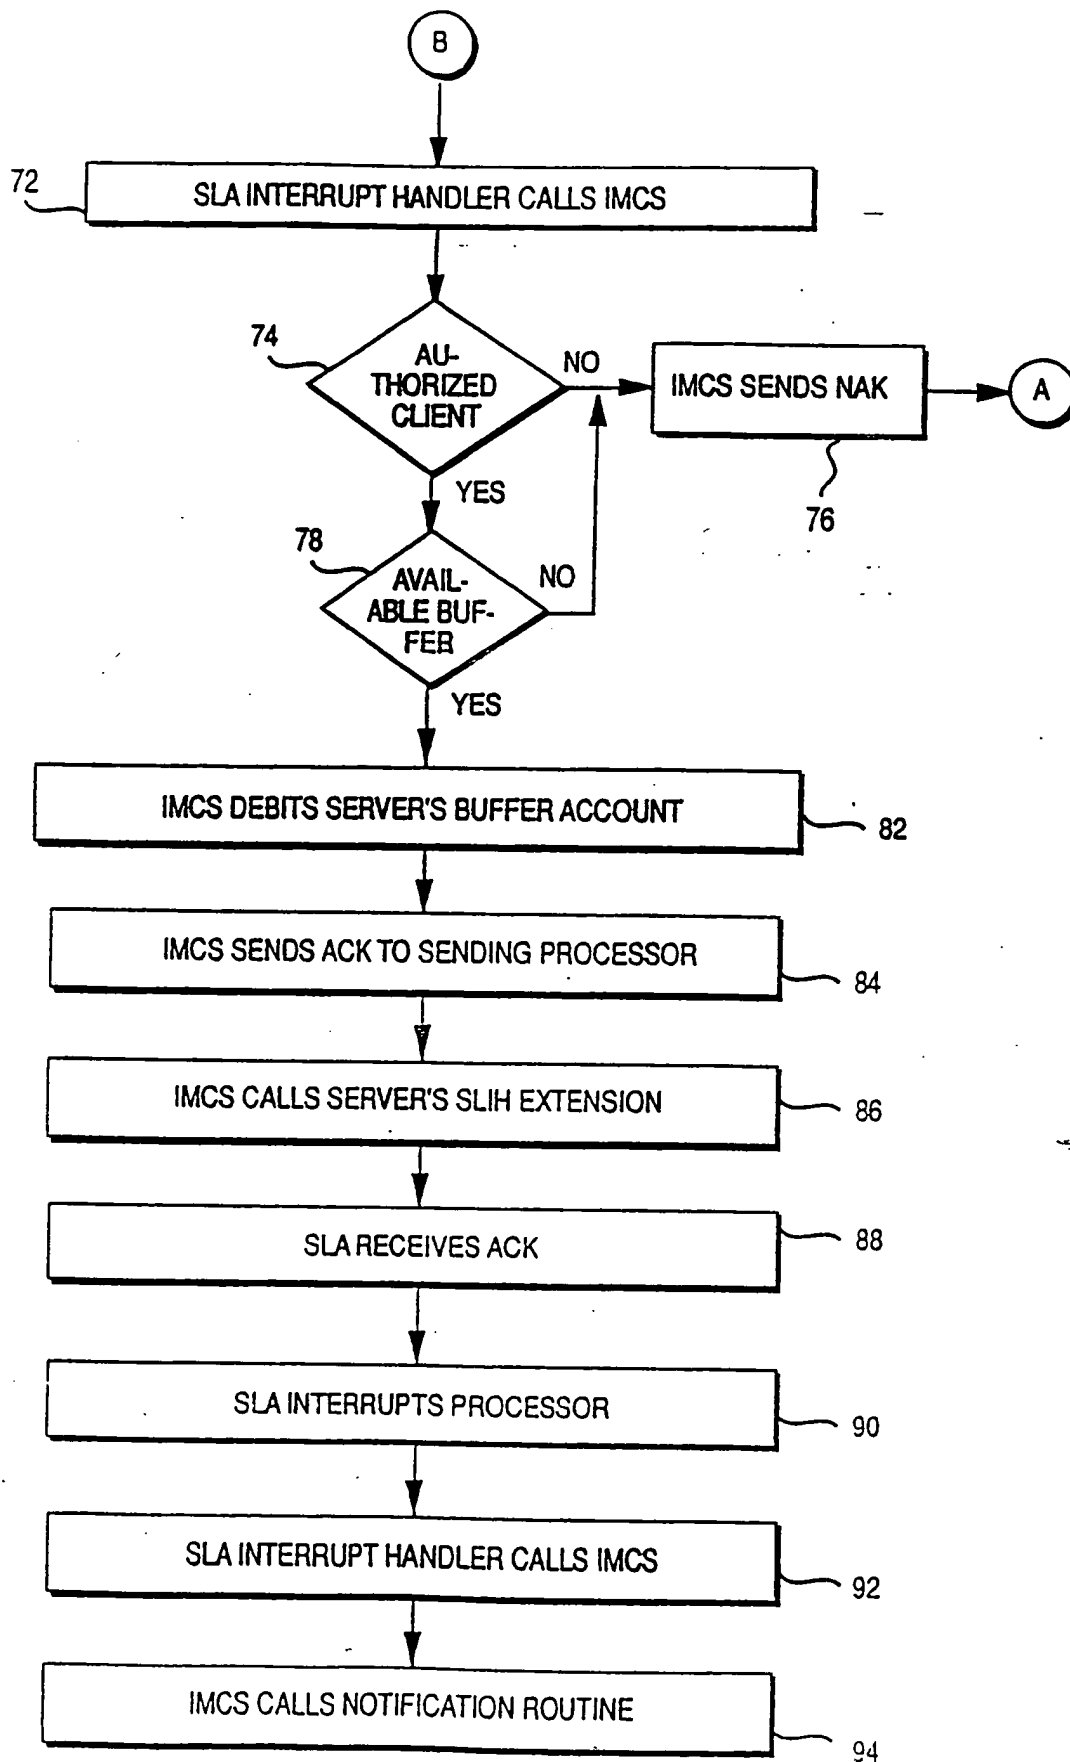 B
72
SLA INTERRUPT HANDLER CALLS IMCS
74
AU-
THORIZED
CLIENT
NO
IMCS SENDS NAK
A
76
YES
78
AVAIL-
ABLE BUF-
FER
NO
YES
IMCS DEBITS SERVER'S BUFFER ACCOUNT
82
IMCS SENDS ACK TO SENDING PROCESSOR
84
IMCS CALLS SERVER'S SLIH EXTENSION
86
SLA RECEIVES ACK
88
SLA INTERRUPTS PROCESSOR
90
SLA INTERRUPT HANDLER CALLS IMCS
92
IMCS CALLS NOTIFICATION ROUTINE
94